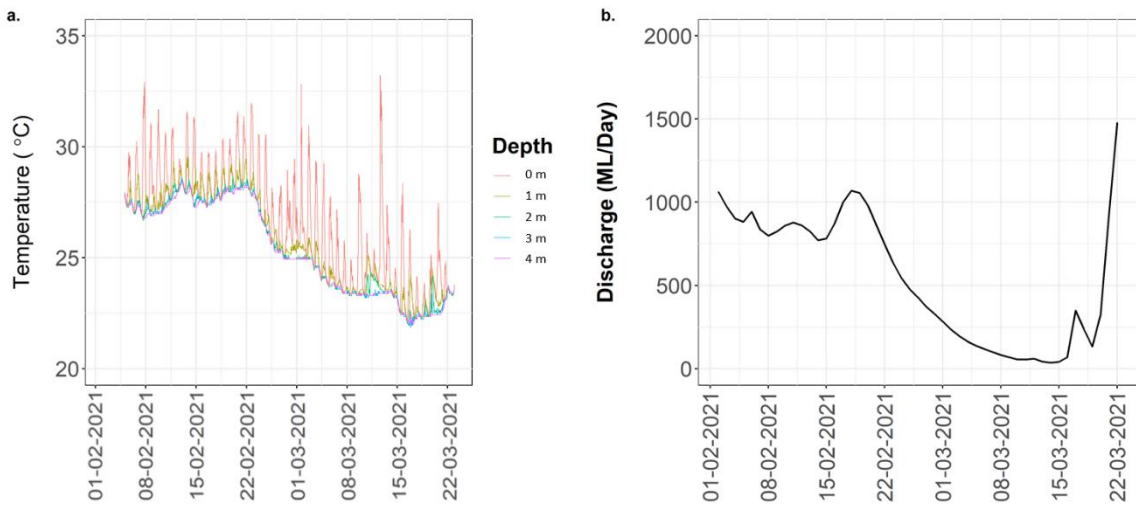 a.
Temperature ( °C)
35
30
25
20
01-02-2021
08-02-2021
15-02-2021
22-02-2021
01-03-2021
08-03-2021
15-03-2021
22-03-2021
Depth
0 m
1 m
2 m
3 m
4 m
b.
Discharge (ML/Day)
2000
1500
1000
500
0
01-02-2021
08-02-2021
15-02-2021
22-02-2021
01-03-2021
08-03-2021
15-03-2021
22-03-2021